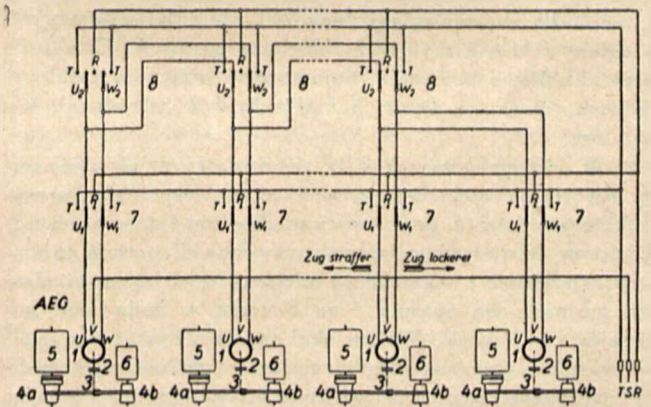 R R R
T T T T T T
U₂ W₂ 8 U₂ W₂ 8 U₂ W₂ 8
T R T T R T T R T T R T
U₁ W₁ 7 U₁ W₁ 7 U₁ W₁ 7 U₁ W₁ 7
Zug straffer Zug lockerer
AEG
V V V V
U W U W U W U W
5 1 2 6 5 1 2 6 5 1 2 6 5 1 2 6
3 3 3 3
4a 4b 4a 4b 4a 4b 4a 4b
TSR